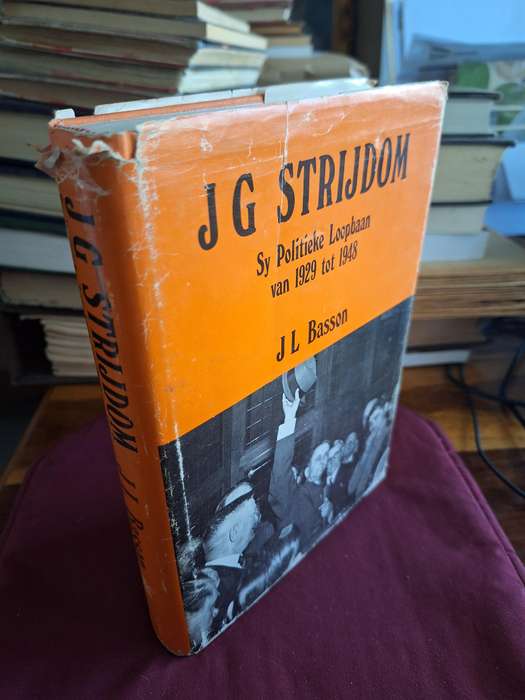 J G STRIJDOM
Sy Politieke Loopbaan
van 1929 tot 1948
J L Basson
J G STRIJDOM J L Basson